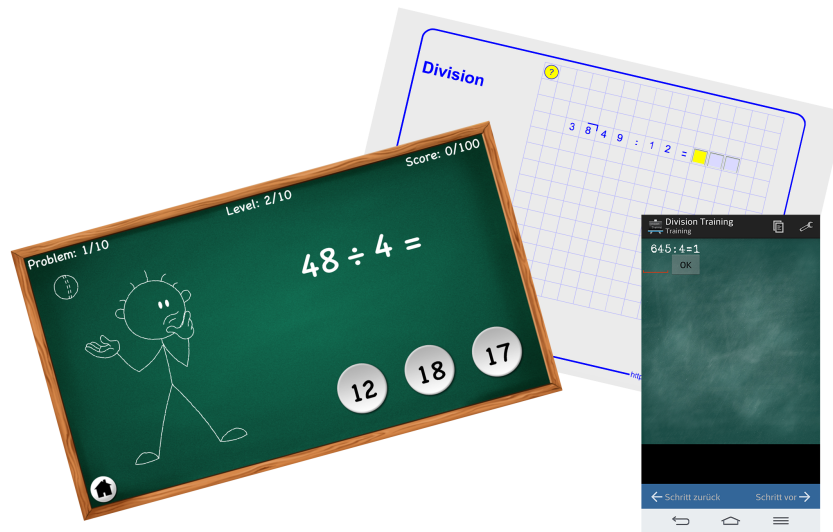 Division
?
3 8 4 9 : 1 2 =
Problem: 1/10
Level: 2/10
Score: 0/100
48 ÷ 4 =
12
18
17
Division Training
Training
645:4=1
OK
Schritt zurück
Schritt vor